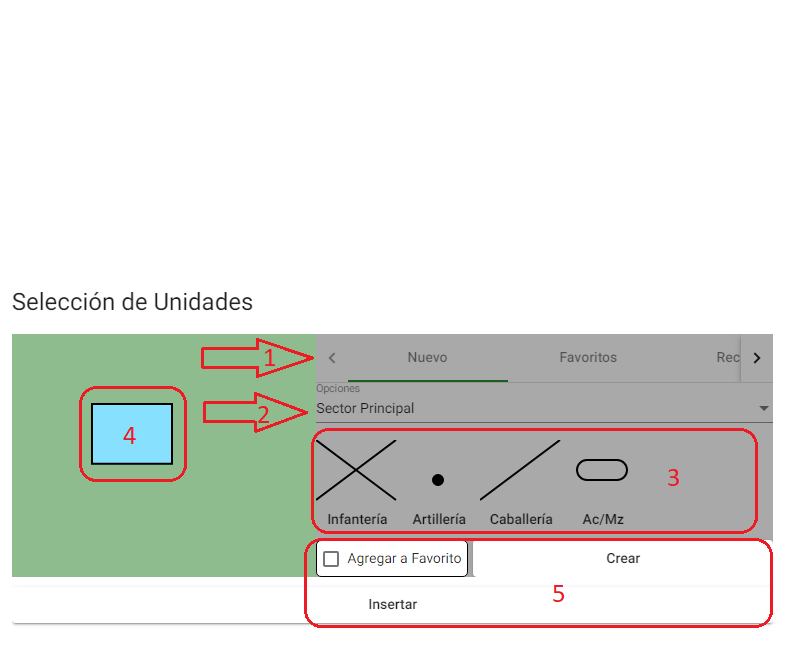 Selección de Unidades
1
Nuevo
Favoritos
Rec
Opciones
Sector Principal
2
4
3
Infantería
Artillería
Caballería
Ac/Mz
Agregar a Favorito
Crear
5
Insertar